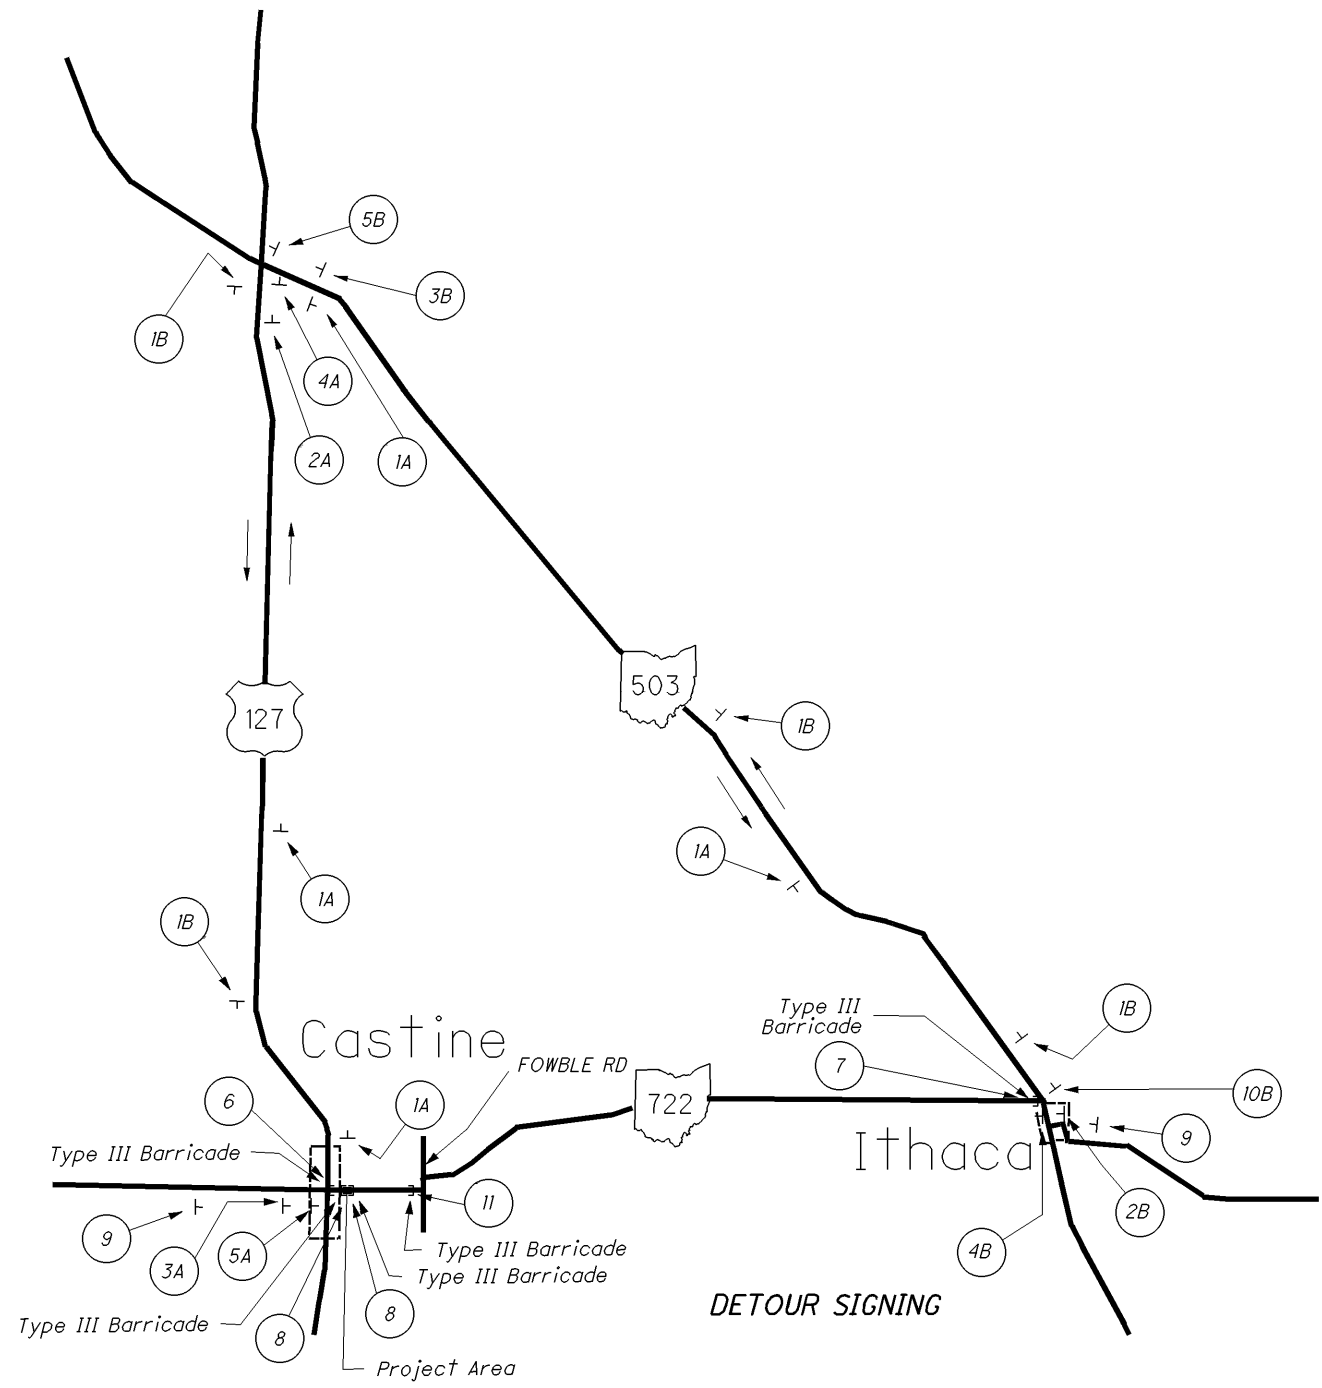 5B
3B
1B
4A
2A
1A
503
127
1B
1A
1A
1B
Castine
Type III
Barricade
1B
FOWBLE RD
7
722
10B
6
1A
Type III Barricade
Ithaca
9
11
2B
9
3A
5A
4B
Type III Barricade
Type III Barricade
8
8
Type III Barricade
DETOUR SIGNING
Project Area